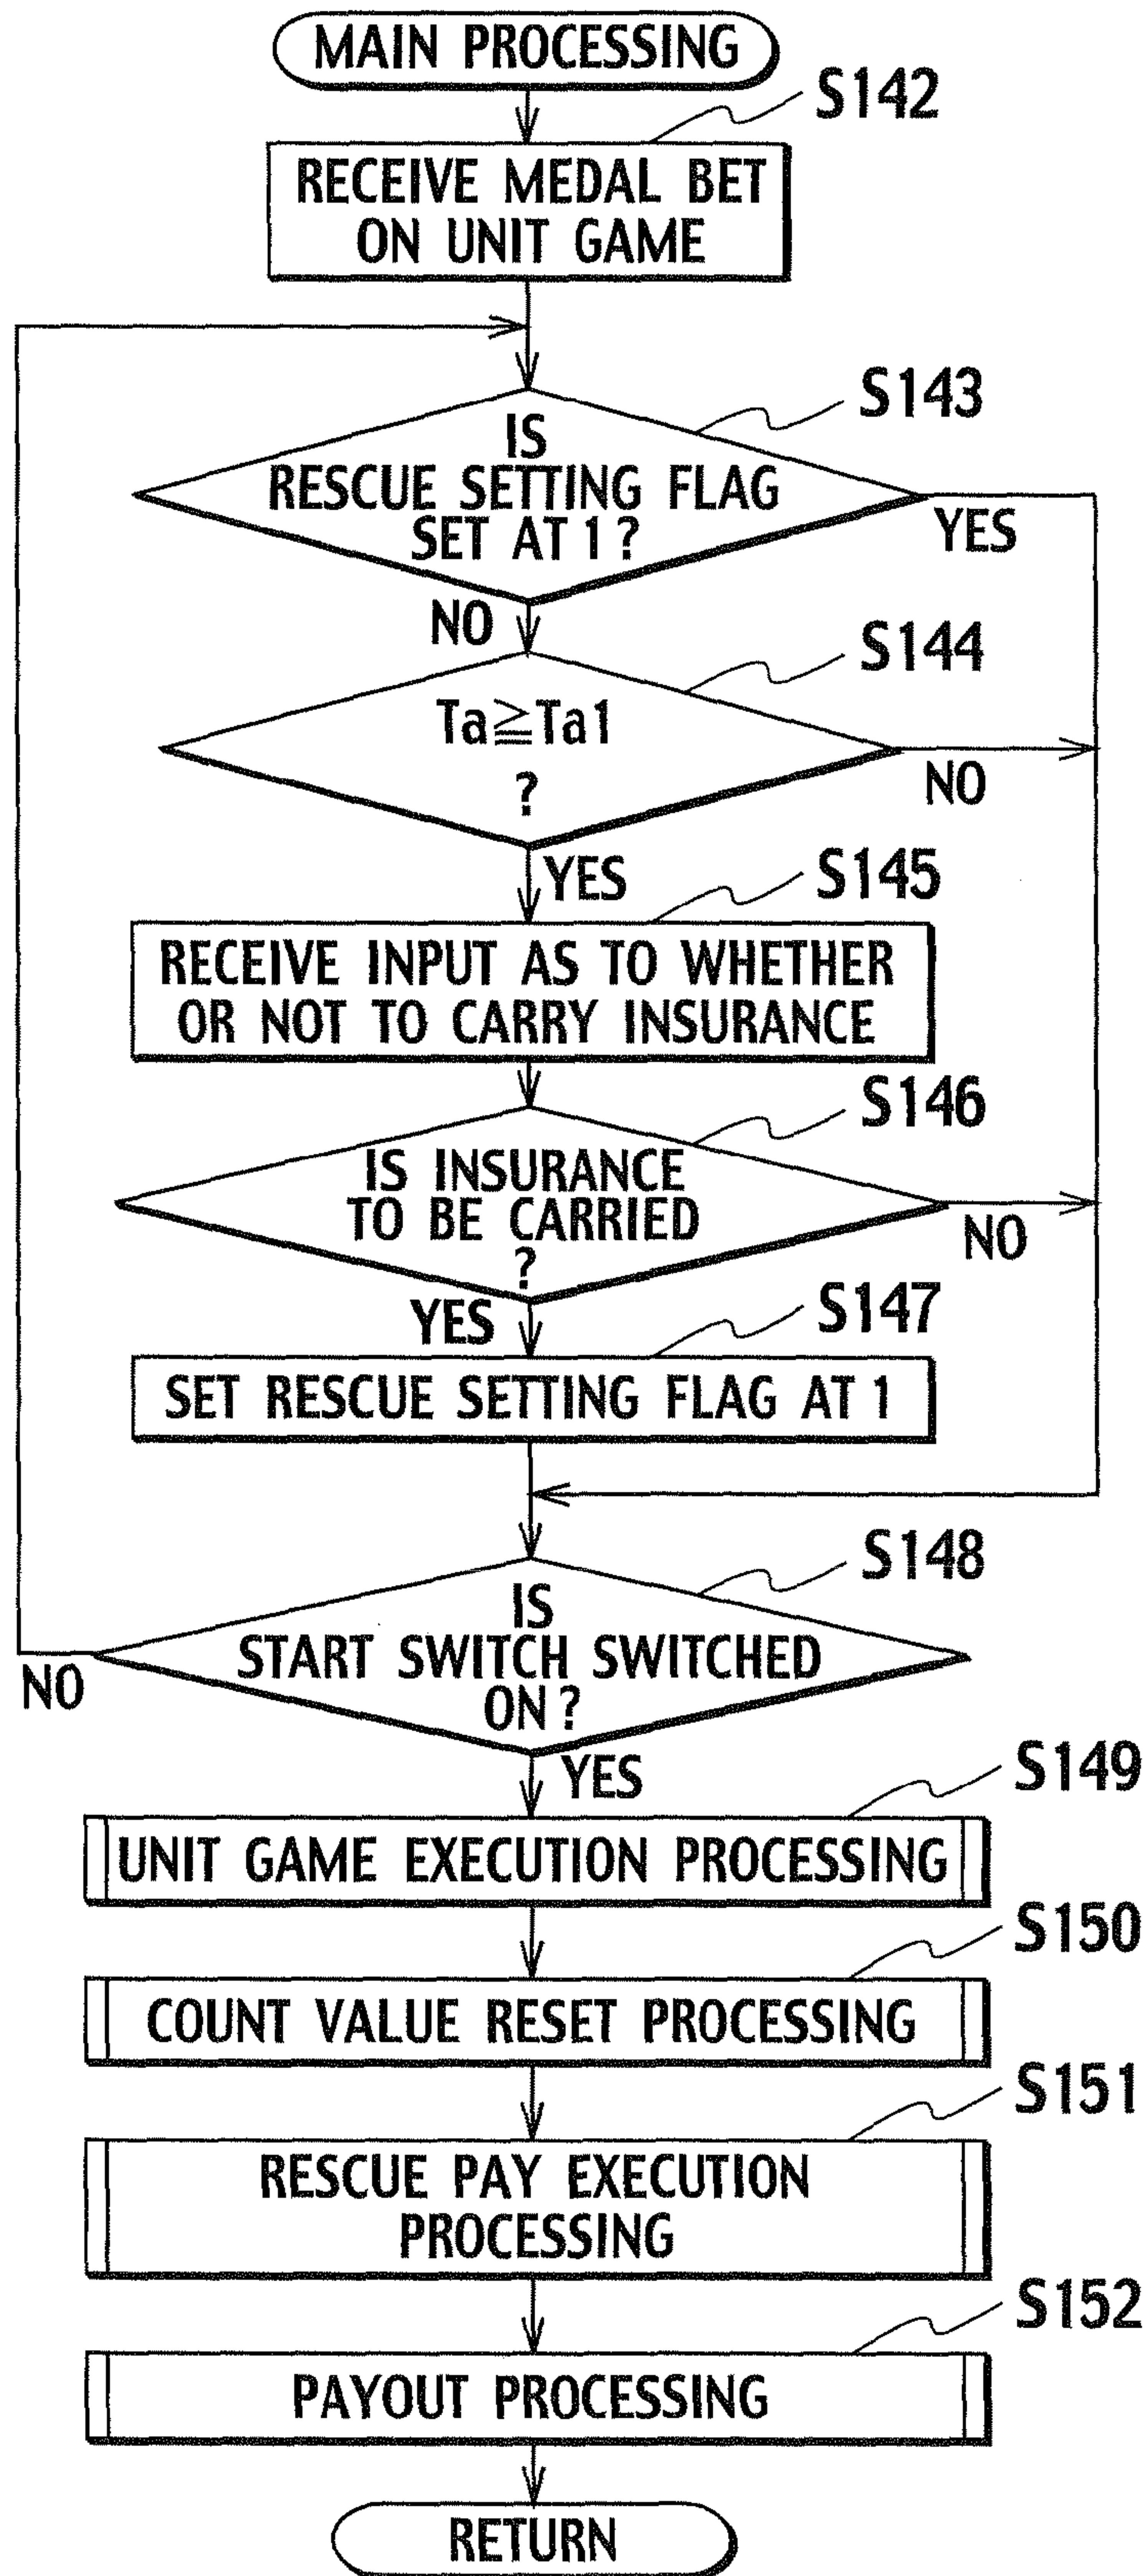 MAIN PROCESSING
S142
RECEIVE MEDAL BET
ON UNIT GAME
S143
IS
RESCUE SETTING FLAG
SET AT 1?
YES
NO
S144
Ta≧Ta1
?
NO
YES
S145
RECEIVE INPUT AS TO WHETHER
OR NOT TO CARRY INSURANCE
S146
IS INSURANCE
TO BE CARRIED
?
NO
YES
S147
SET RESCUE SETTING FLAG AT 1
S148
IS
START SWITCH SWITCHED
ON?
NO
YES
S149
UNIT GAME EXECUTION PROCESSING
S150
COUNT VALUE RESET PROCESSING
S151
RESCUE PAY EXECUTION
PROCESSING
S152
PAYOUT PROCESSING
RETURN